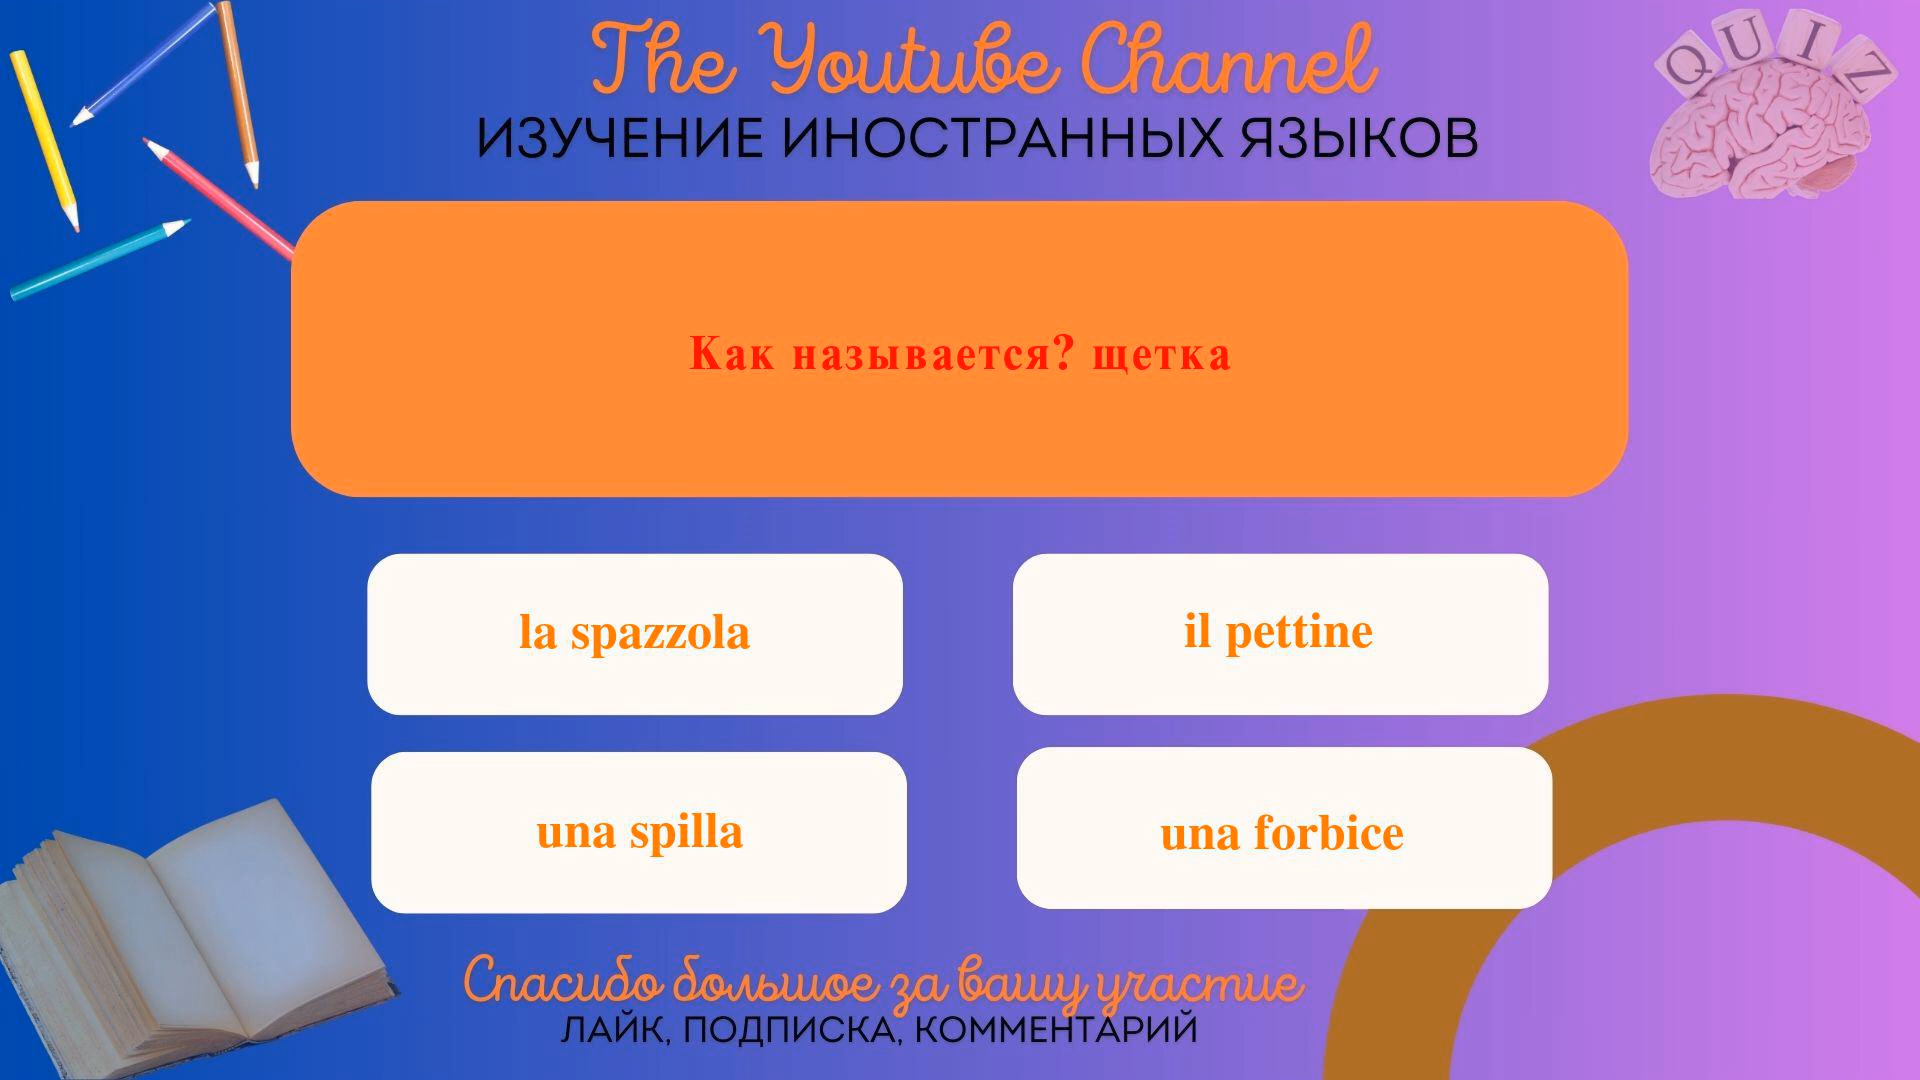 The Youtube Channel
ИЗУЧЕНИЕ ИНОСТРАННЫХ ЯЗЫКОВ
QUIZ
Как называется? щетка
la spazzola
il pettine
una spilla
una forbice
Спасибо большое за вашу участие
ЛАЙК, ПОДПИСКА, КОММЕНТАРИЙ